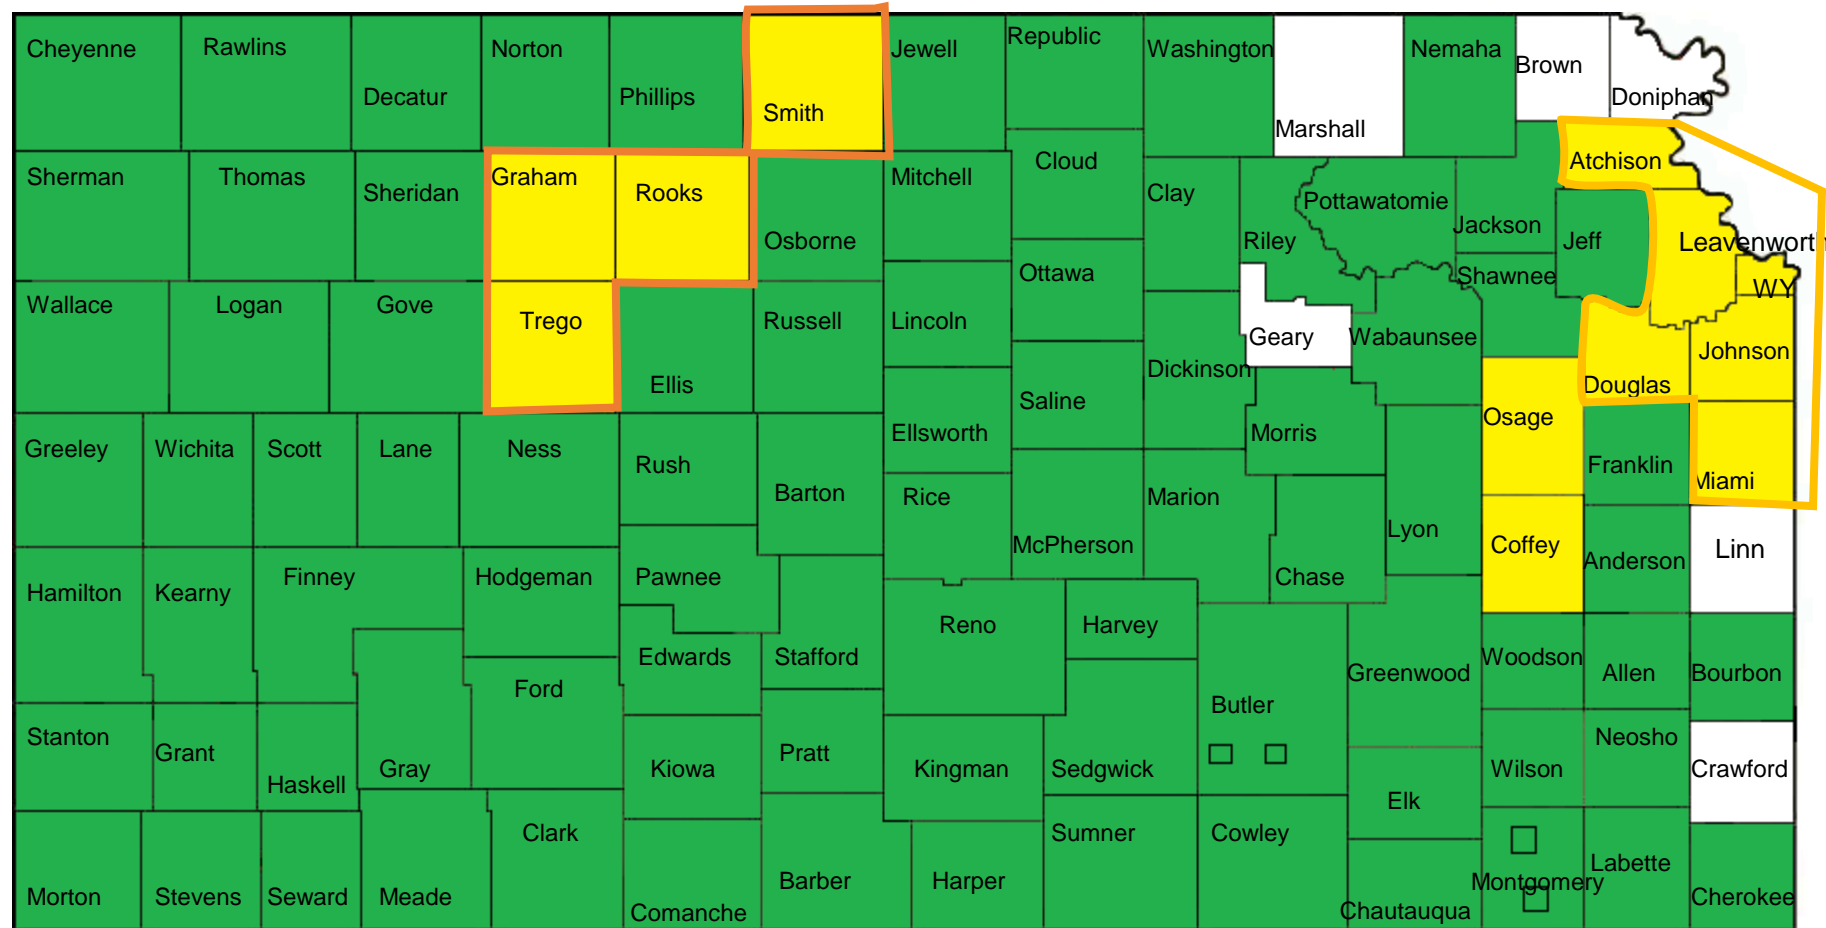 Cheyenne
Rawlins
Decatur
Norton
Phillips
Smith
Jewell
Republic
Washington
Marshall
Nemaha
Brown
Doniphan
Sherman
Thomas
Sheridan
Graham
Rooks
Osborne
Mitchell
Cloud
Clay
Riley
Pottawatomie
Jackson
Atchison
Jeff
Leavenworth
Wallace
Logan
Gove
Trego
Ellis
Russell
Lincoln
Ottawa
Saline
Dickinson
Geary
Wabaunsee
Shawnee
WY
Johnson
Douglas
Greeley
Wichita
Scott
Lane
Ness
Rush
Barton
Ellsworth
Rice
McPherson
Marion
Morris
Chase
Lyon
Osage
Franklin
Miami
Coffey
Anderson
Linn
Hamilton
Kearny
Finney
Hodgeman
Pawnee
Edwards
Stafford
Reno
Harvey
Butler
Greenwood
Woodson
Allen
Bourbon
Stanton
Grant
Haskell
Gray
Ford
Kiowa
Pratt
Kingman
Sedgwick
Elk
Wilson
Neosho
Crawford
Morton
Stevens
Seward
Meade
Clark
Comanche
Barber
Harper
Sumner
Cowley
Chautauqua
Montgomery
Labette
Cherokee